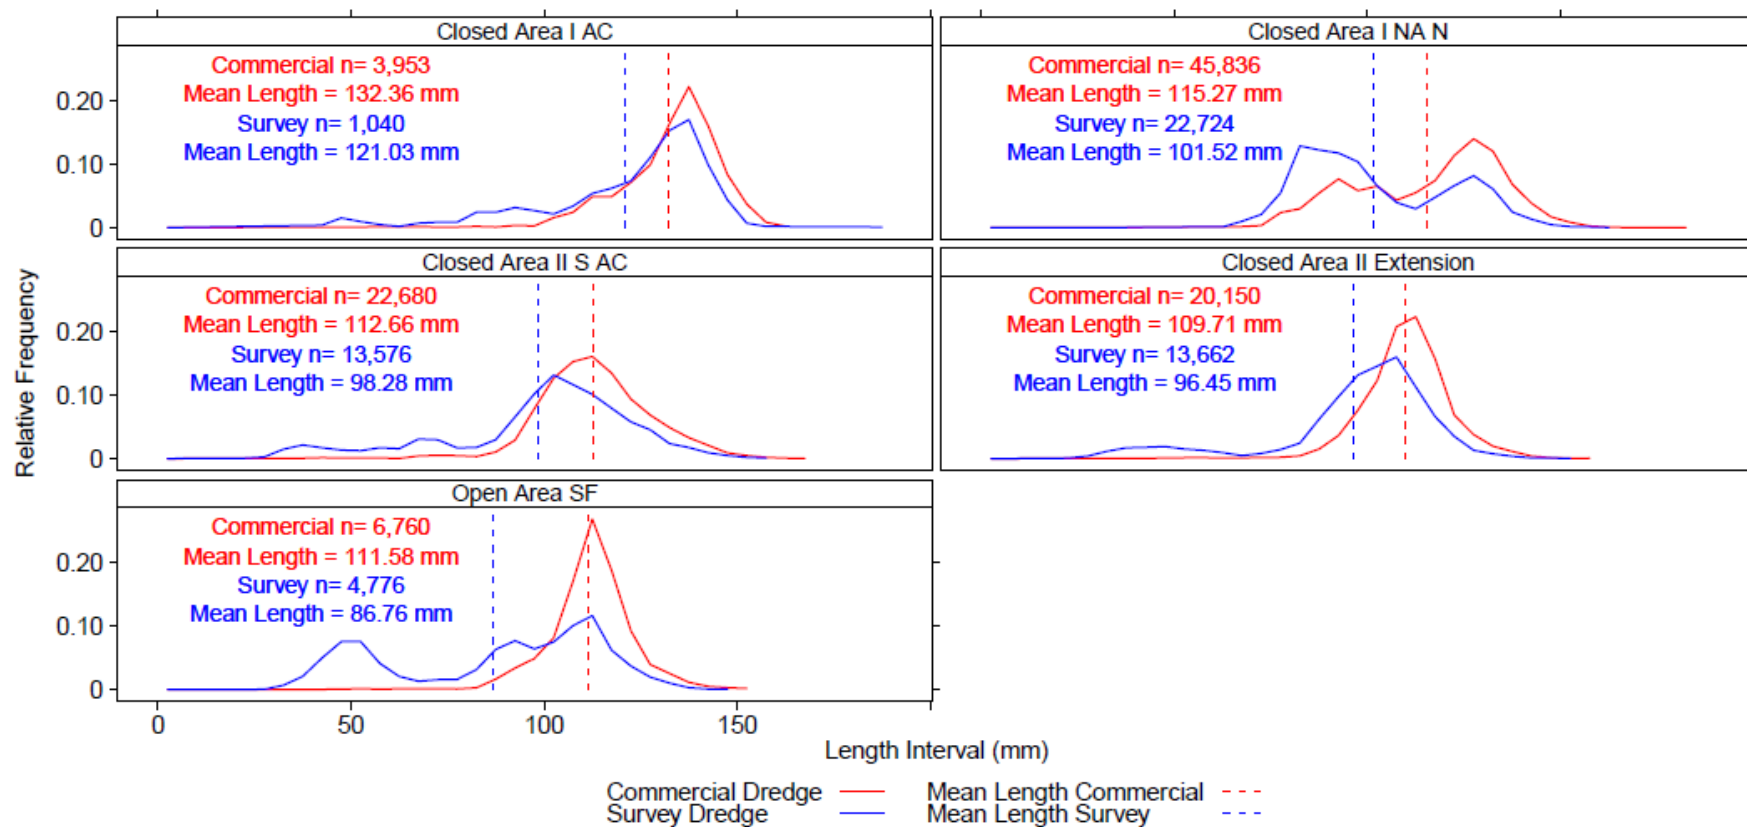 Closed Area I AC
Commercial n= 3,953
Mean Length = 132.36 mm
Survey n= 1,040
Mean Length = 121.03 mm
0.20
0.10
0
Closed Area I NA N
Commercial n= 45,836
Mean Length = 115.27 mm
Survey n= 22,724
Mean Length = 101.52 mm
Closed Area II S AC
Commercial n= 22,680
Mean Length = 112.66 mm
Survey n= 13,576
Mean Length = 98.28 mm
0.20
0.10
0
Closed Area II Extension
Commercial n= 20,150
Mean Length = 109.71 mm
Survey n= 13,662
Mean Length = 96.45 mm
Relative Frequency
Open Area SF
Commercial n= 6,760
Mean Length = 111.58 mm
Survey n= 4,776
Mean Length = 86.76 mm
0.20
0.10
0
0 50 100 150
Length Interval (mm)
Commercial Dredge
Mean Length Commercial
Survey Dredge
Mean Length Survey